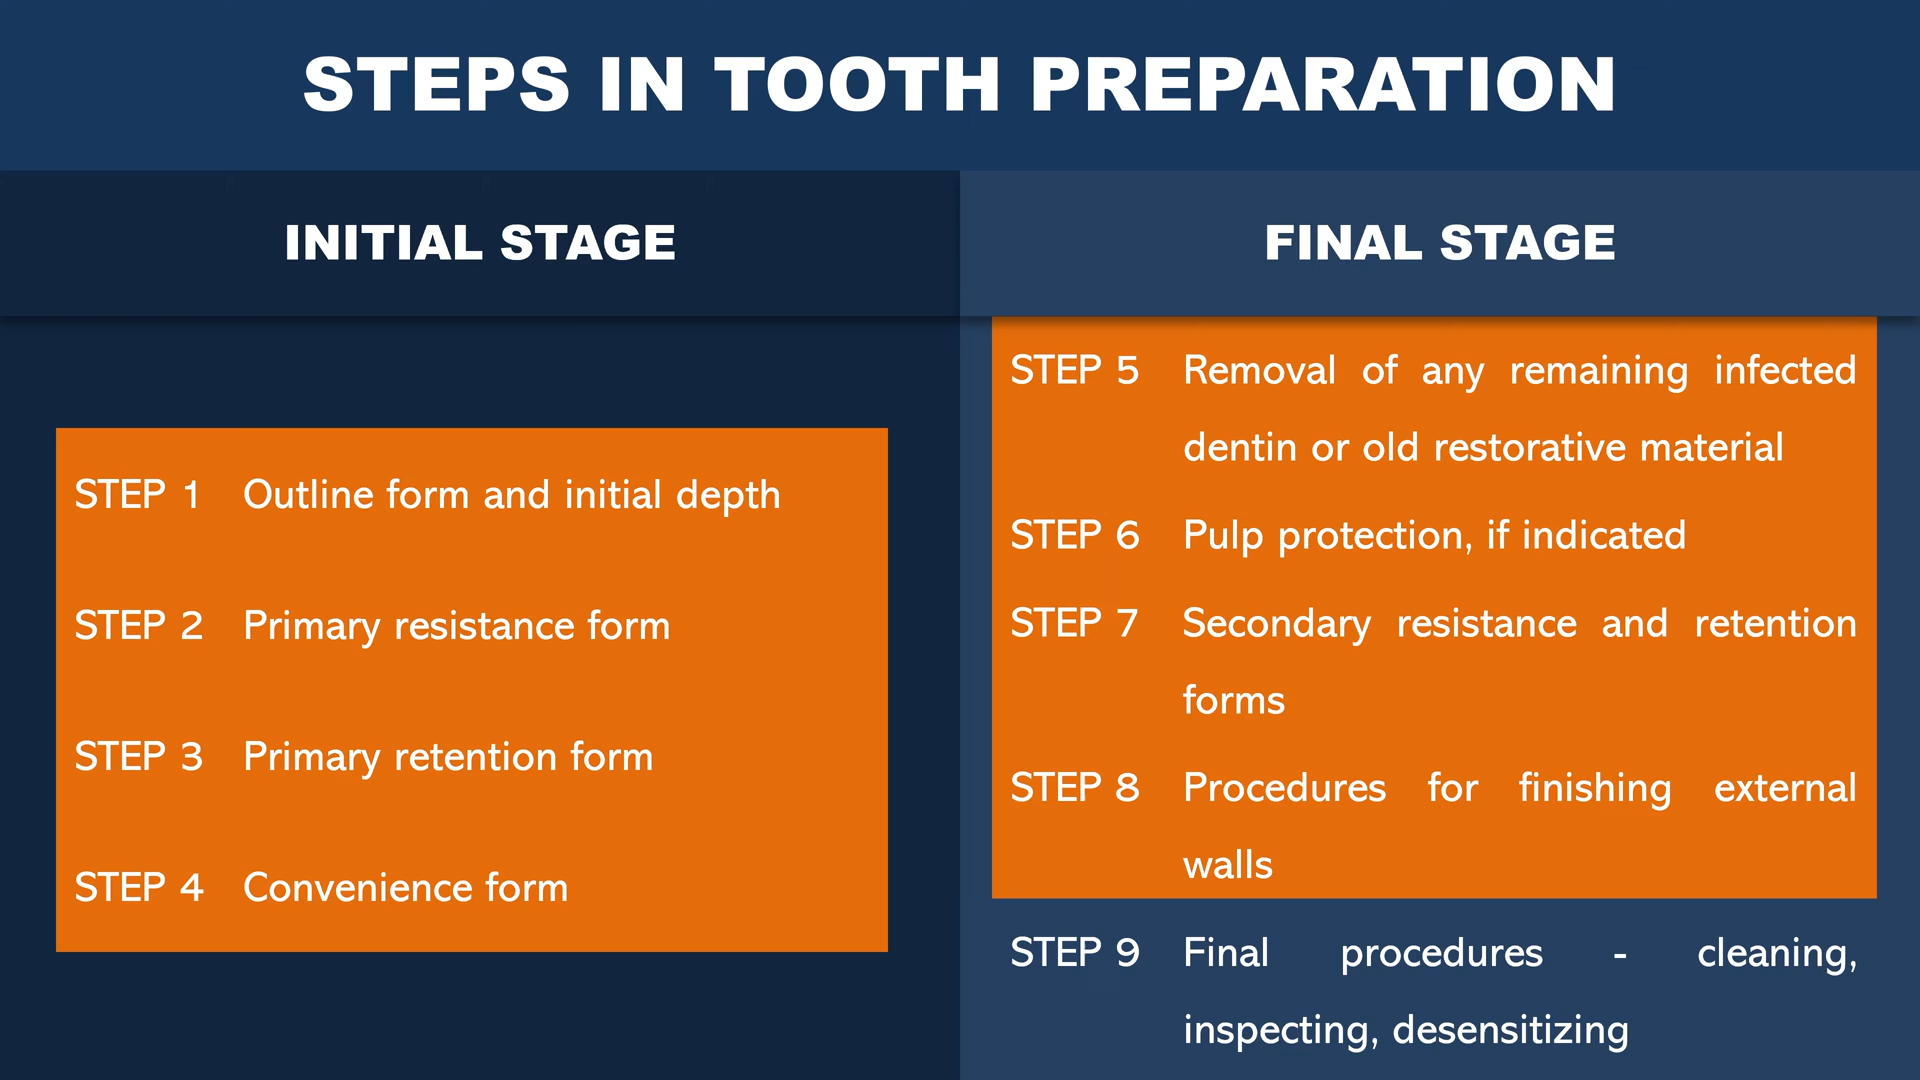 STEPS IN TOOTH PREPARATION
INITIAL STAGE
STEP 1 Outline form and initial depth
STEP 2 Primary resistance form
STEP 3 Primary retention form
STEP 4 Convenience form
FINAL STAGE
STEP 5 Removal of any remaining infected
dentin or old restorative material
STEP 6 Pulp protection, if indicated
STEP 7 Secondary resistance and retention
forms
STEP 8 Procedures for finishing external
walls
STEP 9 Final procedures - cleaning,
inspecting, desensitizing